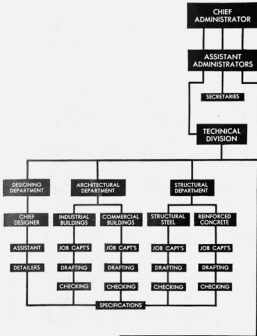 CHIEF
ADMINISTRATOR
ASSISTANT
ADMINISTRATORS
SECRETARIES
TECHNICAL
DIVISION
DESIGNING
DEPARTMENT
ARCHITECTURAL
DEPARTMENT
STRUCTURAL
DEPARTMENT
CHIEF
DESIGNER
INDUSTRIAL
BUILDINGS
COMMERCIAL
BUILDINGS
STRUCTURAL
STEEL
REINFORCED
CONCRETE
ASSISTANT
JOB CAPT'S
JOB CAPT'S
JOB CAPT'S
JOB CAPT'S
DETAILERS
DRAFTING
DRAFTING
DRAFTING
DRAFTING
CHECKING
CHECKING
CHECKING
CHECKING
SPECIFICATIONS